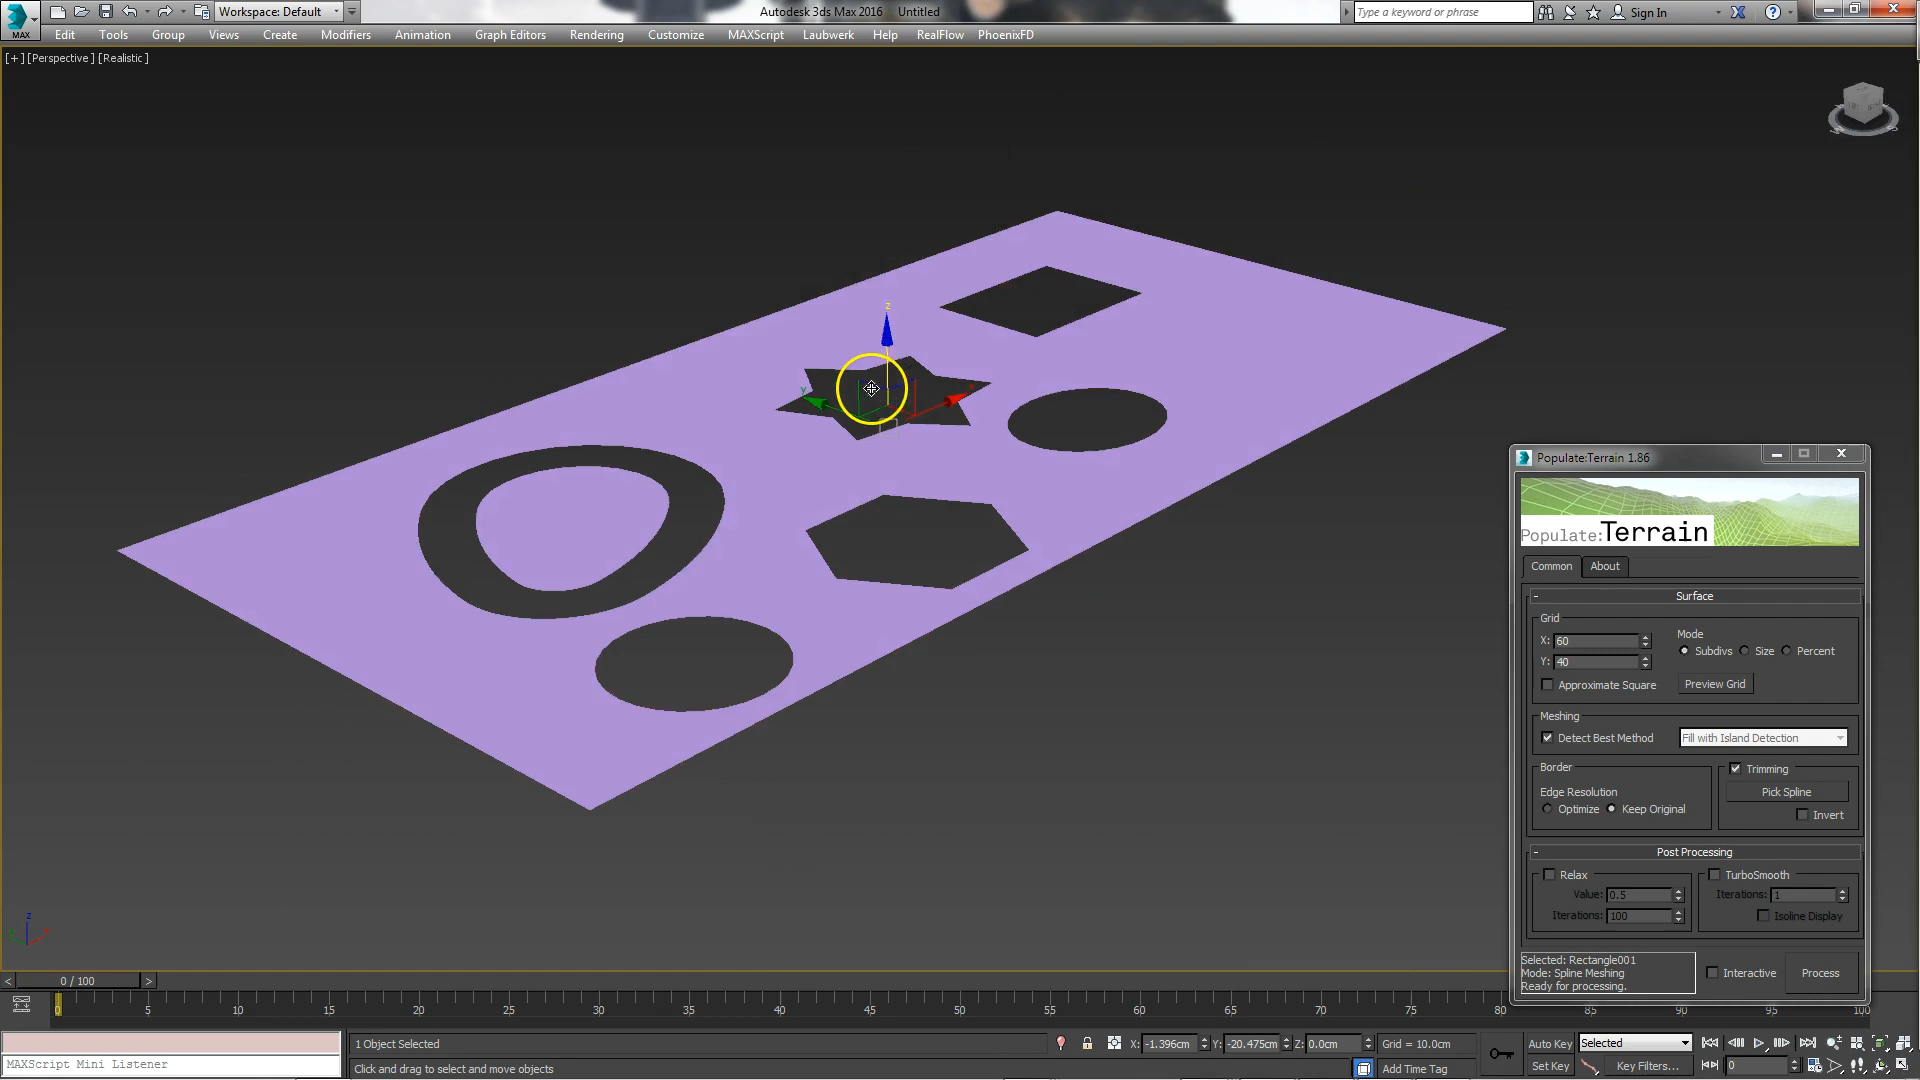 Workspace: Default
Autodesk 3ds Max 2016 Untitled
Type a keyword or phrase
Sign In
MAX
Edit Tools Group Views Create Modifiers Animation Graph Editors Rendering Customize MAXScript Laubwerk Help RealFlow PhoenixFD
[+] [Perspective] [Realistic]
z
y
Populate:Terrain 1.86
Populate:Terrain
Common About
Surface
Grid
X: 60
Y: 40
Mode
Subdivs Size Percent
Approximate Square
Preview Grid
Meshing
Detect Best Method
Fill with Island Detection
Border
Edge Resolution
Optimize Keep Original
Trimming
Pick Spline
Invert
Post Processing
Relax
Value: 0.5
Iterations: 100
TurboSmooth
Iterations: 1
Isoline Display
Selected: Rectangle001
Mode: Spline Meshing
Ready for processing.
Interactive
Process
z
< 0 / 100 >
0 5 10 15 20 25 30 35 40 45 50 55 60 65 70 75 80 85 90 95 100
1 Object Selected
X: -1.396cm Y: -20.475cm Z: 0.0cm
Grid = 10.0cm
Auto Key
Selected
MAXScript Mini Listener
Click and drag to select and move objects
Add Time Tag
Set Key
Key Filters...
0